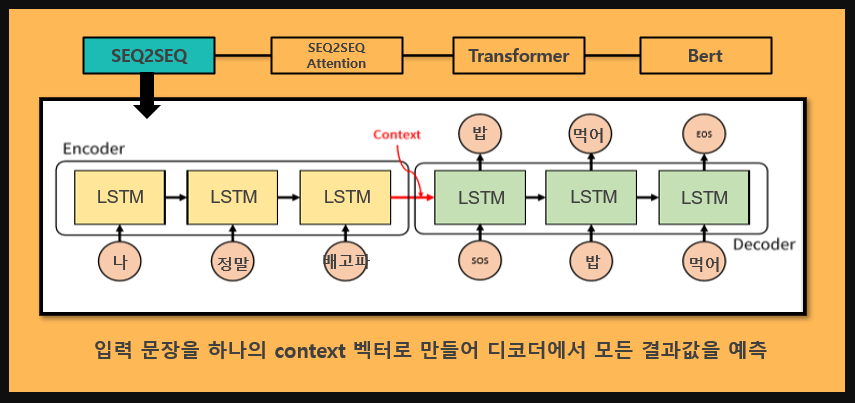 SEQ2SEQ
SEQ2SEQ
Attention
Transformer
Bert
Encoder
Context
밥
먹어
EOS
LSTM
LSTM
LSTM
LSTM
LSTM
LSTM
나
정말
배고파
SOS
밥
먹어
Decoder
입력 문장을 하나의 context 벡터로 만들어 디코더에서 모든 결과값을 예측